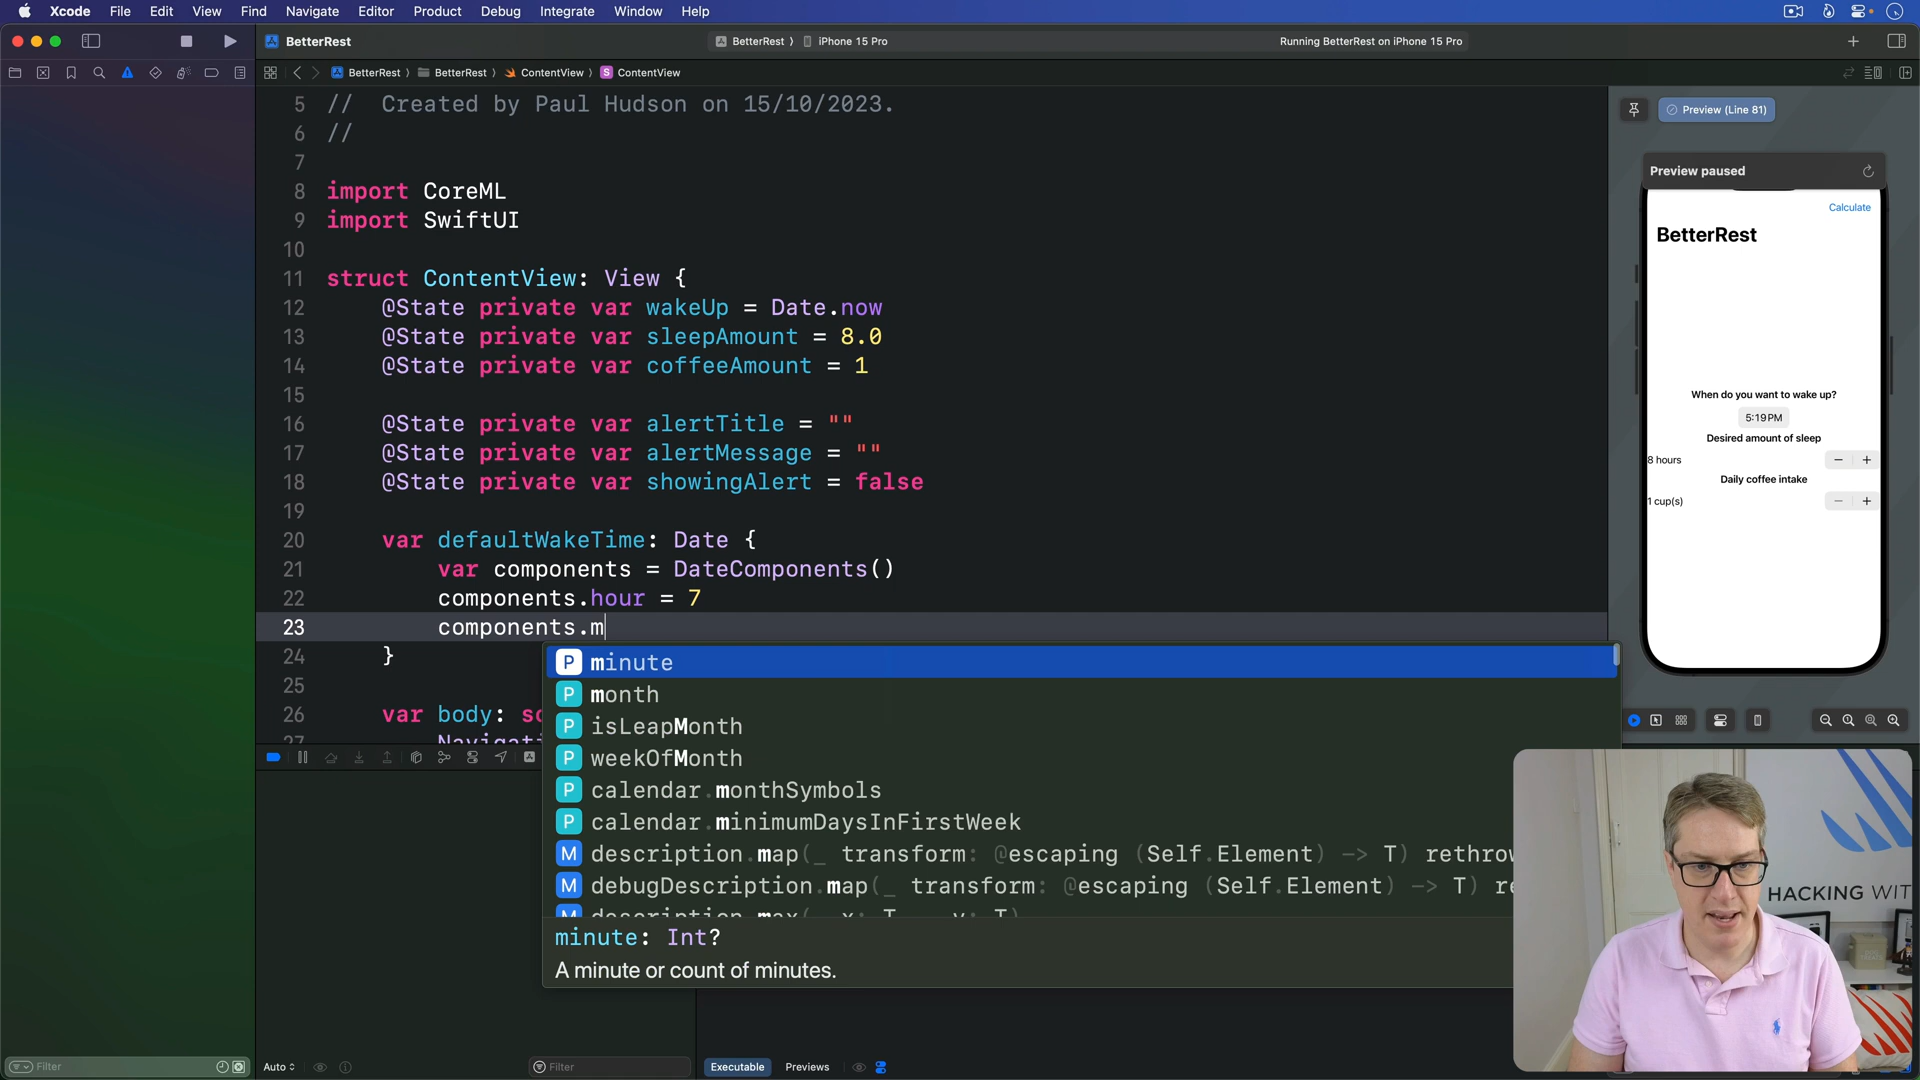 Xcode File Edit View Find Navigate Editor Product Debug Integrate Window Help
BetterRest
BetterRest ⟩ iPhone 15 Pro
Running BetterRest on iPhone 15 Pro
BetterRest ⟩ BetterRest ⟩ ContentView ⟩ S ContentView
5 //  Created by Paul Hudson on 15/10/2023.
6 //
7
8 import CoreML
9 import SwiftUI
10
11 struct ContentView: View {
12 @State private var wakeUp = Date.now
13 @State private var sleepAmount = 8.0
14 @State private var coffeeAmount = 1
15
16 @State private var alertTitle = ""
17 @State private var alertMessage = ""
18 @State private var showingAlert = false
19
20 var defaultWakeTime: Date {
21 var components = DateComponents()
22 components.hour = 7
23 components.m
24 }
25
26 var body: so
27 Navigati
P minute
P month
P isLeapMonth
P weekOfMonth
P calendar.monthSymbols
P calendar.minimumDaysInFirstWeek
M description.map(_ transform: @escaping (Self.Element) -> T) rethrow
M debugDescription.map(_ transform: @escaping (Self.Element) -> T) re
M description.max(_ x: T, _ y: T)
minute: Int?
A minute or count of minutes.
Preview (Line 81)
Preview paused
Calculate
BetterRest
When do you want to wake up?
5:19 PM
Desired amount of sleep
8 hours
Daily coffee intake
1 cup(s)
HACKING WIT
Filter
Auto
Filter
Executable
Previews